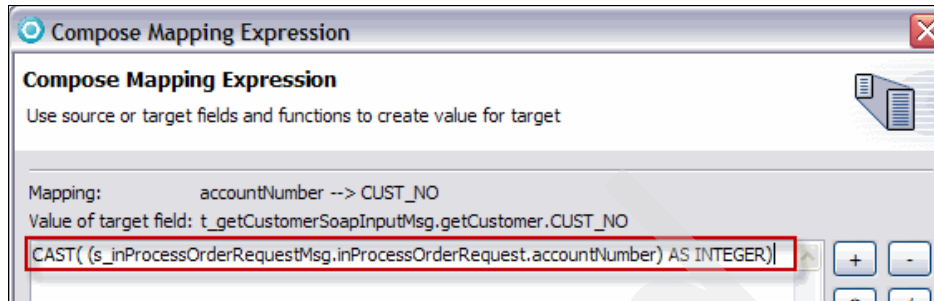 Compose Mapping Expression
Compose Mapping Expression
Use source or target fields and functions to create value for target
Mapping: accountNumber --> CUST_NO
Value of target field: t_getCustomerSoapInputMsg.getCustomer.CUST_NO
CAST( (s_inProcessOrderRequestMsg.inProcessOrderRequest.accountNumber) AS INTEGER)
+ -